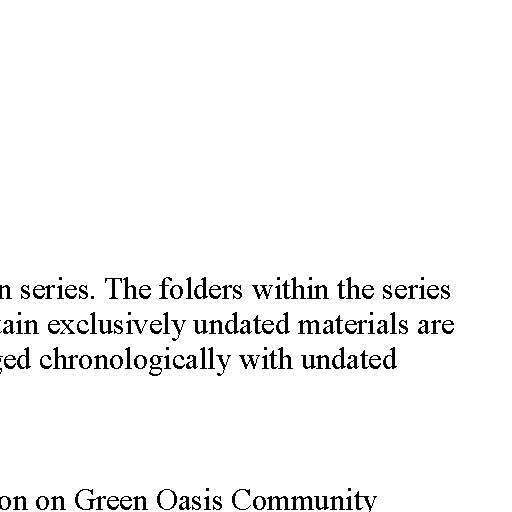 n series. The folders within the series
tain exclusively undated materials are
ged chronologically with undated
on on Green Oasis Community